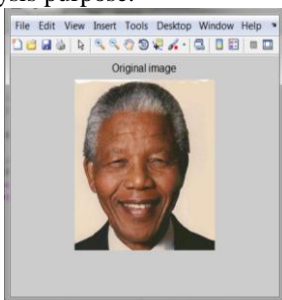 ysis purpose.
File Edit View Insert Tools Desktop Window Help
Original image